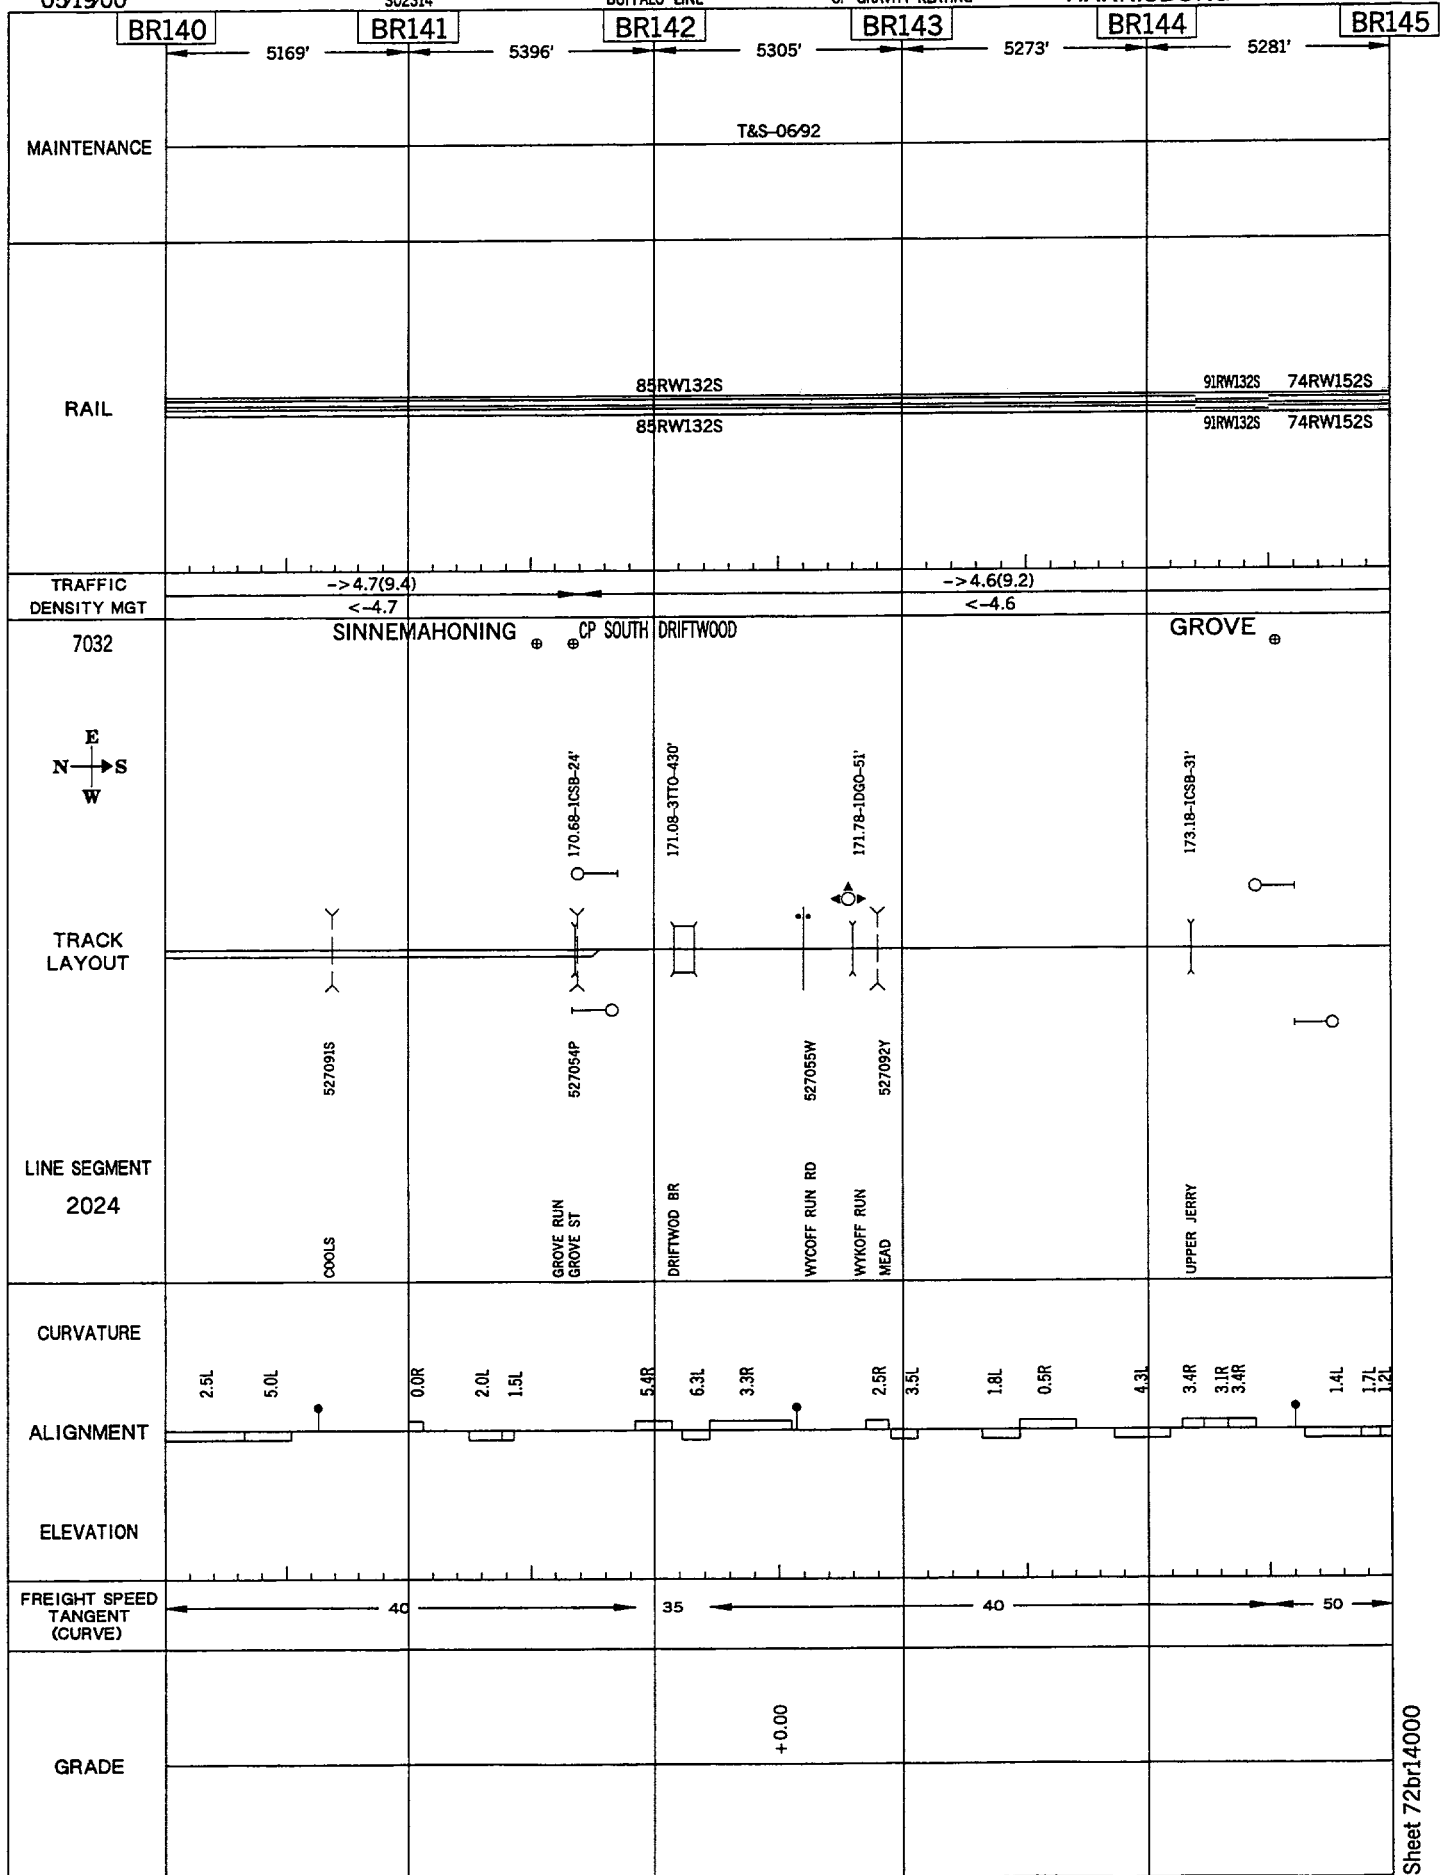 BR140 BR141 BR142 BR143 BR144 BR145
5169' 5396' 5305' 5273' 5281'
MAINTENANCE
T&S-06/92
RAIL
85RW132S 91RW132S 74RW152S
85RW132S 91RW132S 74RW152S
TRAFFIC
DENSITY MGT
->4.7(9.4) ->4.6(9.2)
<-4.7 <-4.6
7032
SINNEMAHONING CP SOUTH DRIFTWOOD GROVE
E
N S
W
170.68-1CSB-24'
171.08-3TTO-430'
171.78-1DGO-51'
173.18-1CSB-31'
TRACK
LAYOUT
527091S
527054P
527055W
527092Y
LINE SEGMENT
2024
COOLS
GROVE RUN
GROVE ST
DRIFTWOD BR
WYCOFF RUN RD
WYKOFF RUN
MEAD
UPPER JERRY
CURVATURE
2.5L 5.0L 0.0R 2.0L 1.5L 5.4R 6.3L 3.3R 2.5R 3.5L 1.8L 0.5R 4.3L 3.4R 3.1R 3.4R 1.4L 1.7L 1.2L
ALIGNMENT
ELEVATION
FREIGHT SPEED
TANGENT
(CURVE)
40 35 40 50
GRADE
+0.00
Sheet 72br14000